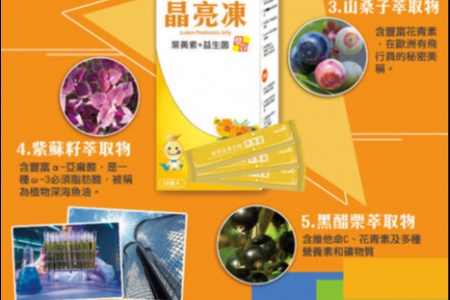 晶亮凍
Lutein Probiotics Jelly
葉黃素+益生菌
3.山桑子萃取物
含豐富花青素,在歐洲有飛行員的秘密美稱。
4.紫蘇籽萃取物
含豐富α-亞麻酸,是一
種ω-3必須脂肪酸,被稱
為植物深海魚油。
5.黑醋栗萃取物
含維他命C、花青素及多種
營養素和礦物質